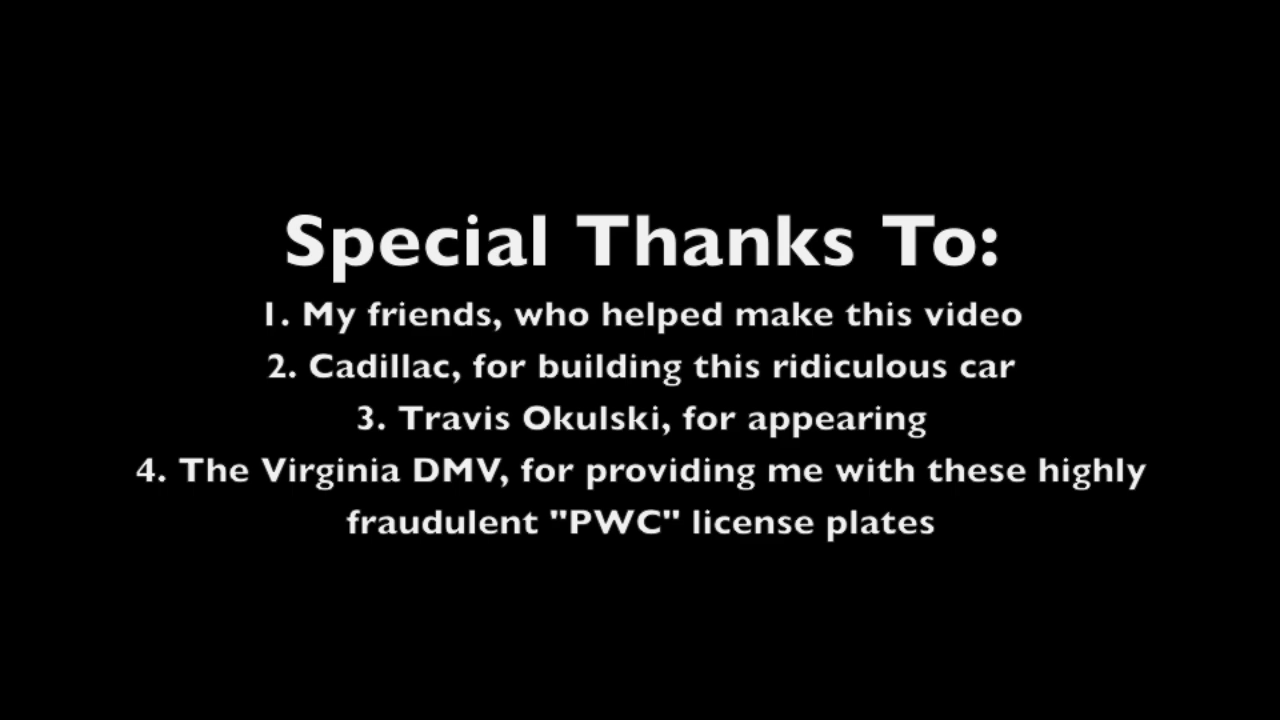 Special Thanks To:
1. My friends, who helped make this video
2. Cadillac, for building this ridiculous car
3. Travis Okulski, for appearing
4. The Virginia DMV, for providing me with these highly
fraudulent "PWC" license plates